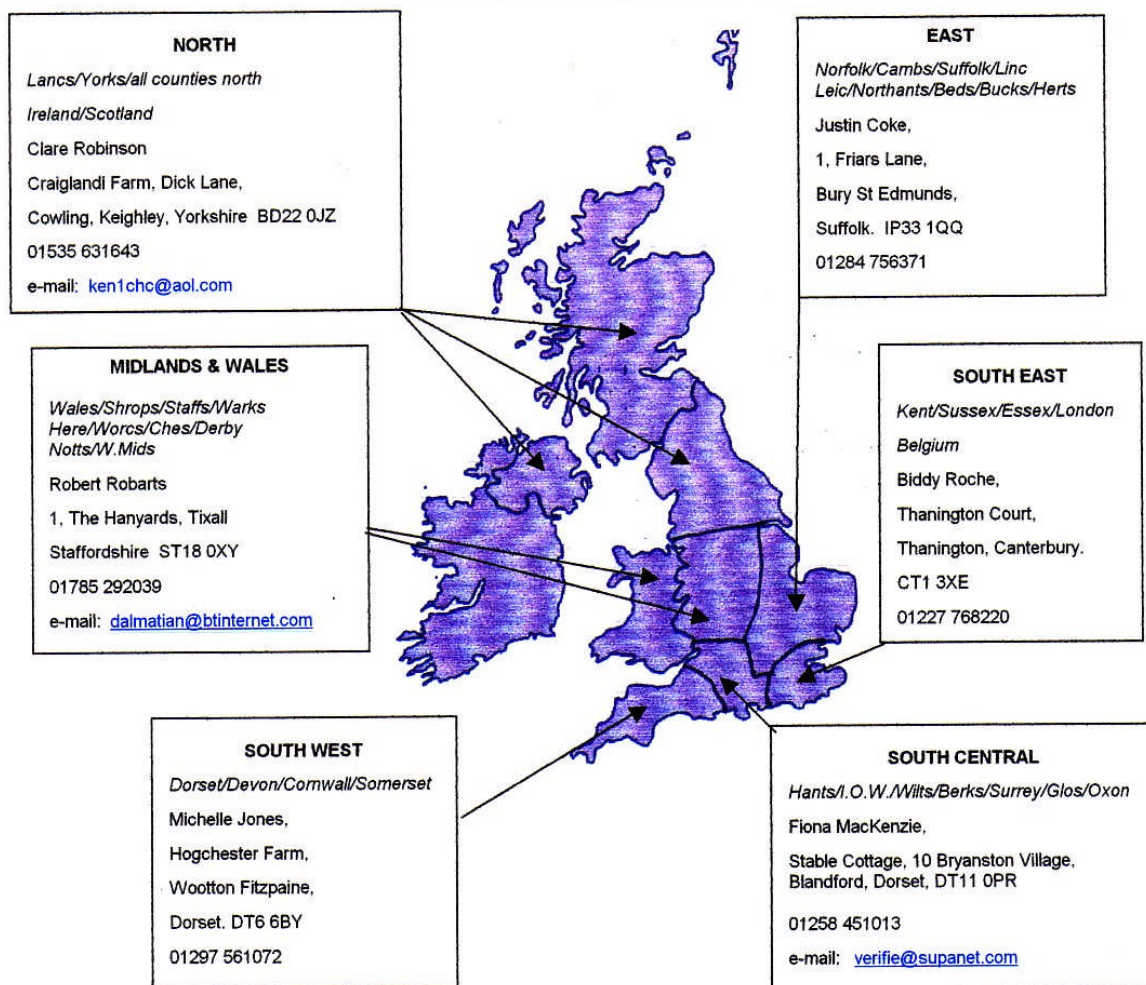 NORTH
Lancs/Yorks/all counties north
Ireland/Scotland
Clare Robinson
Craiglandi Farm, Dick Lane,
Cowling, Keighley, Yorkshire BD22 0JZ
01535 631643
e-mail: ken1chc@aol.com
EAST
Norfolk/Cambs/Suffolk/Linc
Leic/Northants/Beds/Bucks/Herts
Justin Coke,
1, Friars Lane,
Bury St Edmunds,
Suffolk. IP33 1QQ
01284 756371
MIDLANDS & WALES
Wales/Shrops/Staffs/Warks
Here/Worcs/Ches/Derby
Notts/W.Mids
Robert Robarts
1, The Hanyards, Tixall
Staffordshire ST18 0XY
01785 292039
e-mail: dalmatian@btinternet.com
SOUTH EAST
Kent/Sussex/Essex/London
Belgium
Biddy Roche,
Thanington Court,
Thanington, Canterbury.
CT1 3XE
01227 768220
SOUTH WEST
Dorset/Devon/Cornwall/Somerset
Michelle Jones,
Hogchester Farm,
Wootton Fitzpaine,
Dorset. DT6 6BY
01297 561072
SOUTH CENTRAL
Hants/I.O.W./Wilts/Berks/Surrey/Glos/Oxon
Fiona MacKenzie,
Stable Cottage, 10 Bryanston Village,
Blandford, Dorset, DT11 0PR
01258 451013
e-mail: verifie@supanet.com